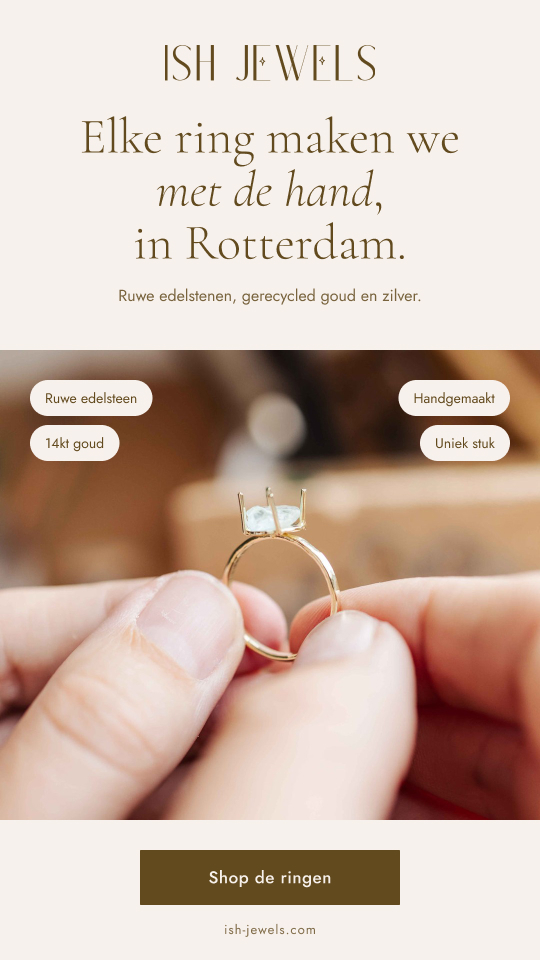 ISH JEWELS
Elke ring maken we
met de hand,
in Rotterdam.
Ruwe edelstenen, gerecycled goud en zilver.
Ruwe edelsteen
Handgemaakt
14kt goud
Uniek stuk
Shop de ringen
ish-jewels.com